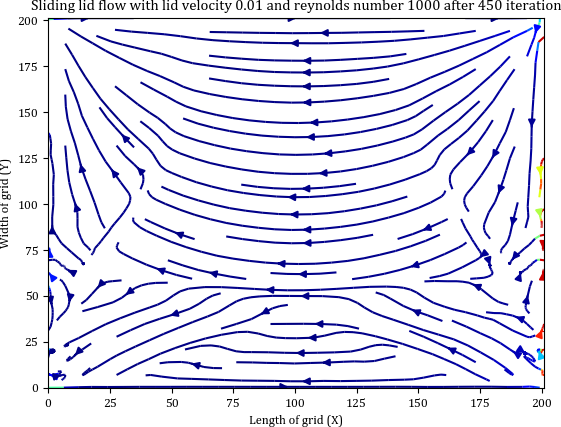 Sliding lid flow with lid velocity 0.01 and reynolds number 1000 after 450 iteration
200
175
150
125
100
75
50
25
0
Width of grid (Y)
0 25 50 75 100 125 150 175 200
Length of grid (X)